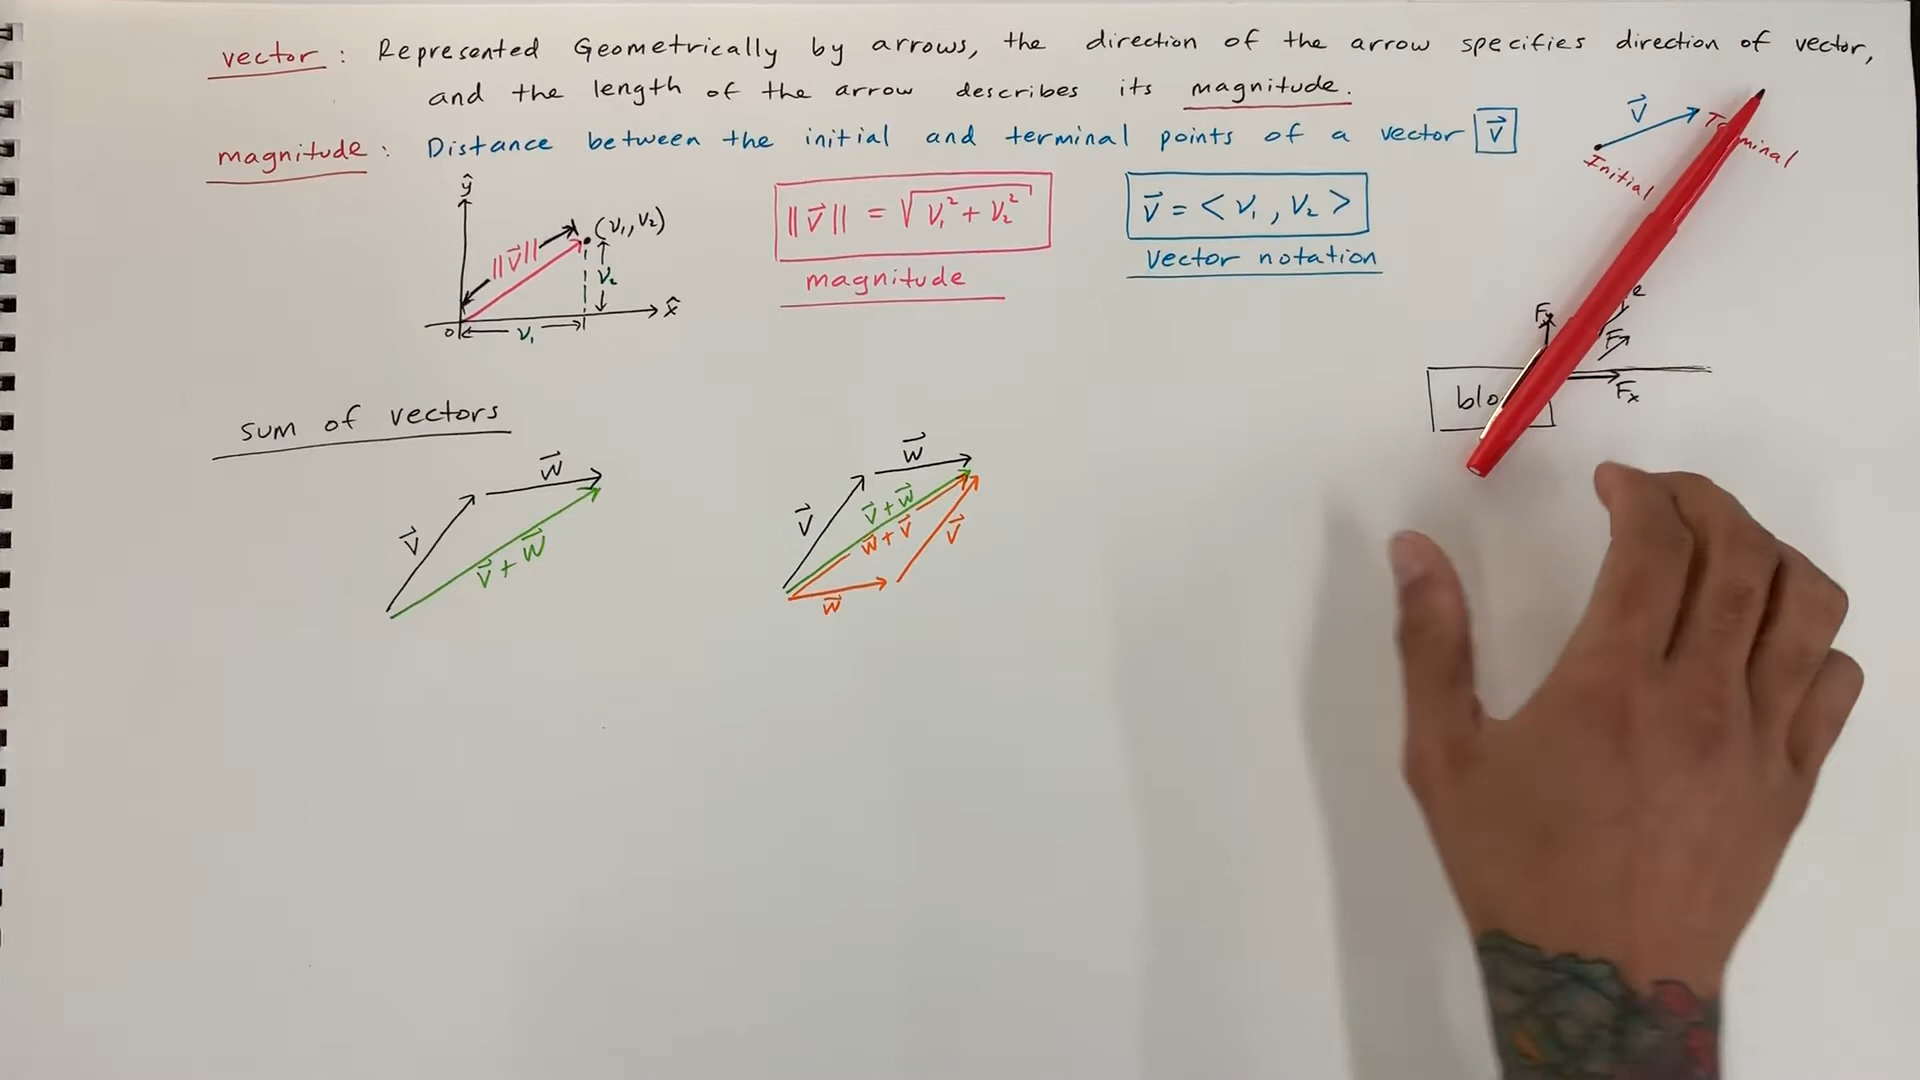 vector : Represented Geometrically by arrows, the direction of the arrow specifies direction of vector,
and the length of the arrow describes its magnitude.
magnitude : Distance between the initial and terminal points of a vector v⃗
v⃗
Initial
ŷ
||v⃗||
(v₁, v₂)
v₂
x̂
0
v₁
||v⃗|| = √v₁² + v₂²
magnitude
v⃗ = < v₁ , v₂ >
vector notation
Fx
sum of vectors
v⃗
w⃗
v⃗ + w⃗
v⃗
w⃗
v⃗ + w⃗
w⃗ + v⃗
v⃗
w⃗